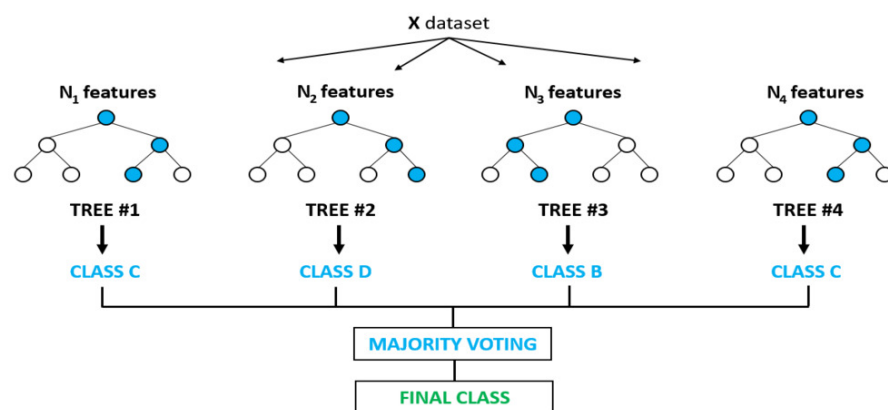 X dataset
N₁ features
N₂ features
N₃ features
N₄ features
TREE #1
TREE #2
TREE #3
TREE #4
CLASS C
CLASS D
CLASS B
CLASS C
MAJORITY VOTING
FINAL CLASS